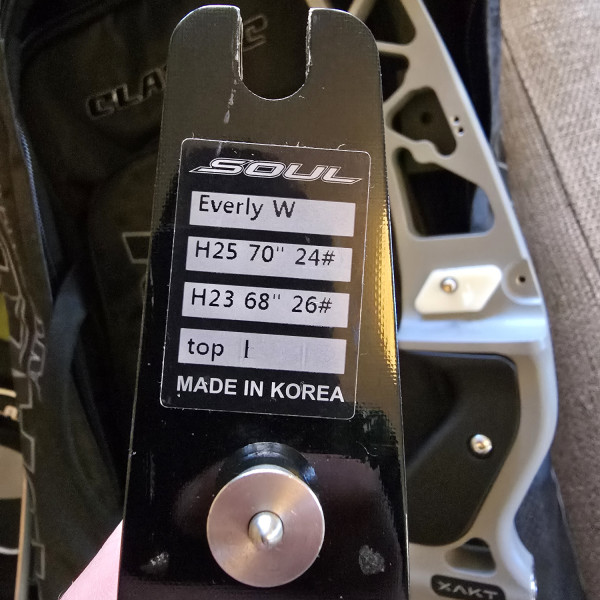 SOUL
Everly W
H25 70" 24#
H23 68" 26#
top I
MADE IN KOREA
XAKT